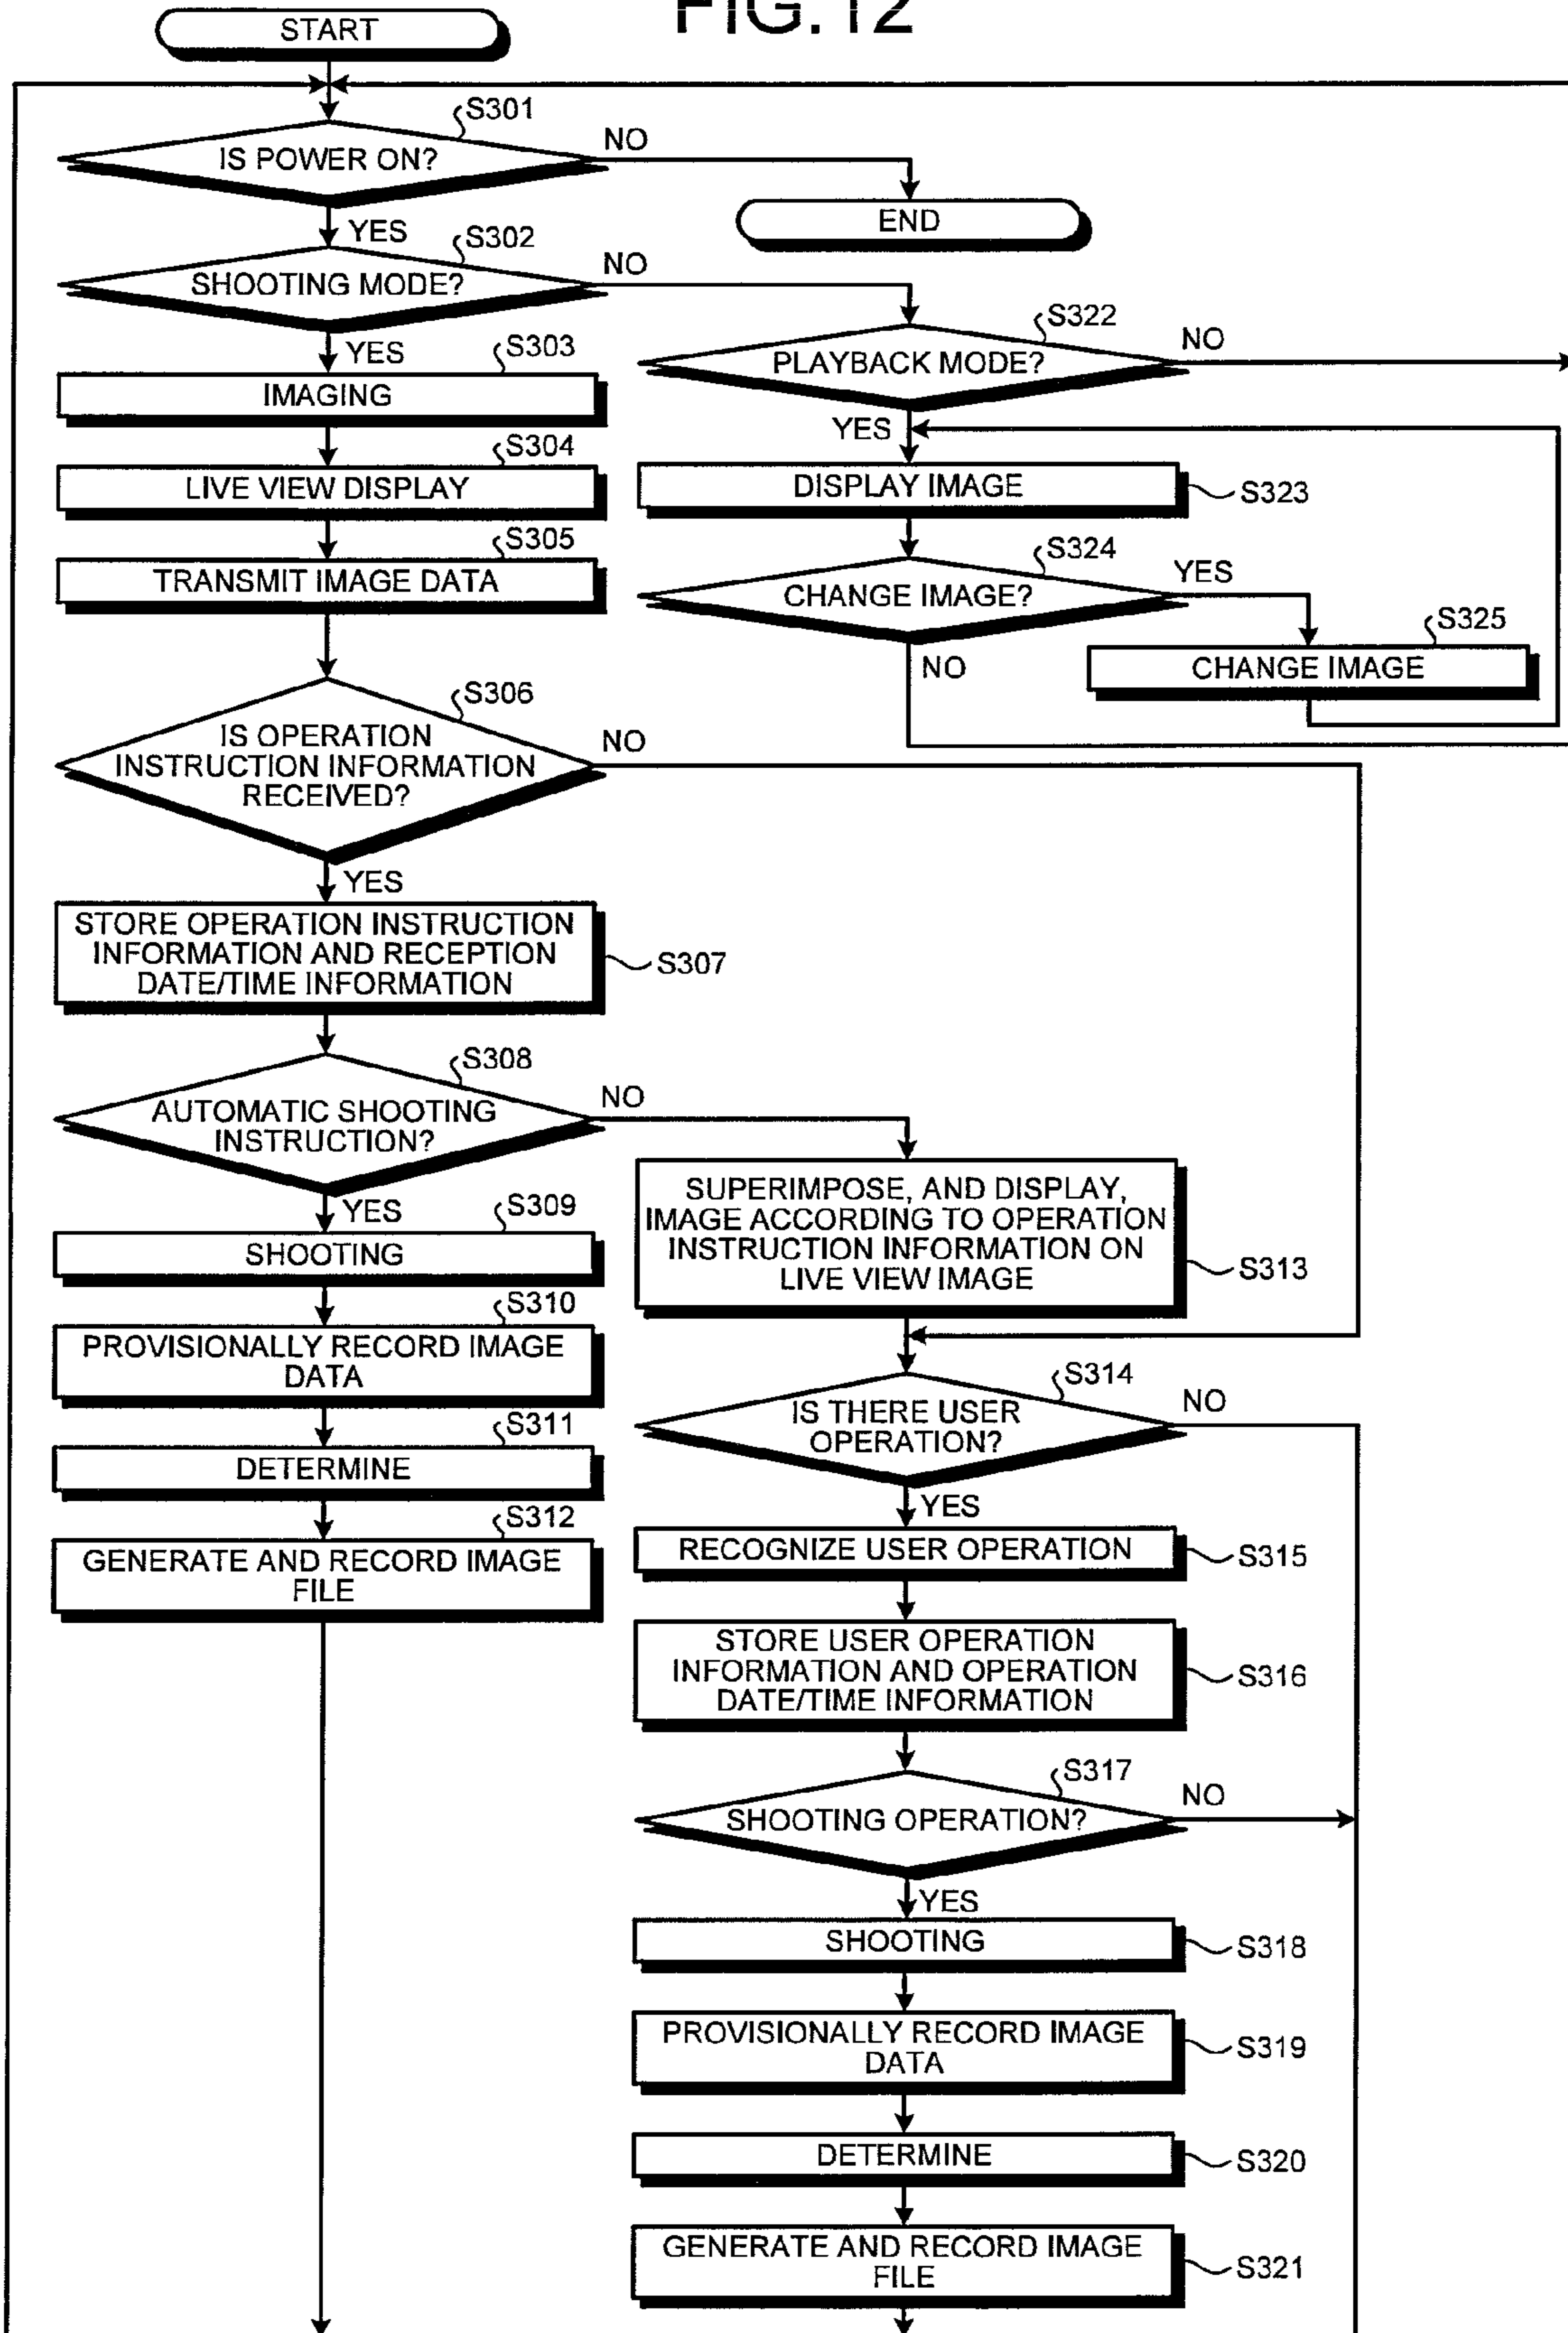 FIG.12
START
S301
IS POWER ON?
NO
END
YES
S302
SHOOTING MODE?
NO
YES
S322
PLAYBACK MODE?
NO
YES
S303
IMAGING
S304
LIVE VIEW DISPLAY
S305
TRANSMIT IMAGE DATA
DISPLAY IMAGE
S323
S324
CHANGE IMAGE?
YES
S325
CHANGE IMAGE
NO
S306
IS OPERATION
INSTRUCTION INFORMATION
RECEIVED?
NO
YES
STORE OPERATION INSTRUCTION
INFORMATION AND RECEPTION
DATE/TIME INFORMATION
S307
S308
AUTOMATIC SHOOTING
INSTRUCTION?
NO
YES
S309
SHOOTING
S310
PROVISIONALLY RECORD IMAGE
DATA
S311
DETERMINE
S312
GENERATE AND RECORD IMAGE
FILE
SUPERIMPOSE, AND DISPLAY,
IMAGE ACCORDING TO OPERATION
INSTRUCTION INFORMATION ON
LIVE VIEW IMAGE
S313
S314
IS THERE USER
OPERATION?
NO
YES
RECOGNIZE USER OPERATION
S315
STORE USER OPERATION
INFORMATION AND OPERATION
DATE/TIME INFORMATION
S316
S317
SHOOTING OPERATION?
NO
YES
SHOOTING
S318
PROVISIONALLY RECORD IMAGE
DATA
S319
DETERMINE
S320
GENERATE AND RECORD IMAGE
FILE
S321